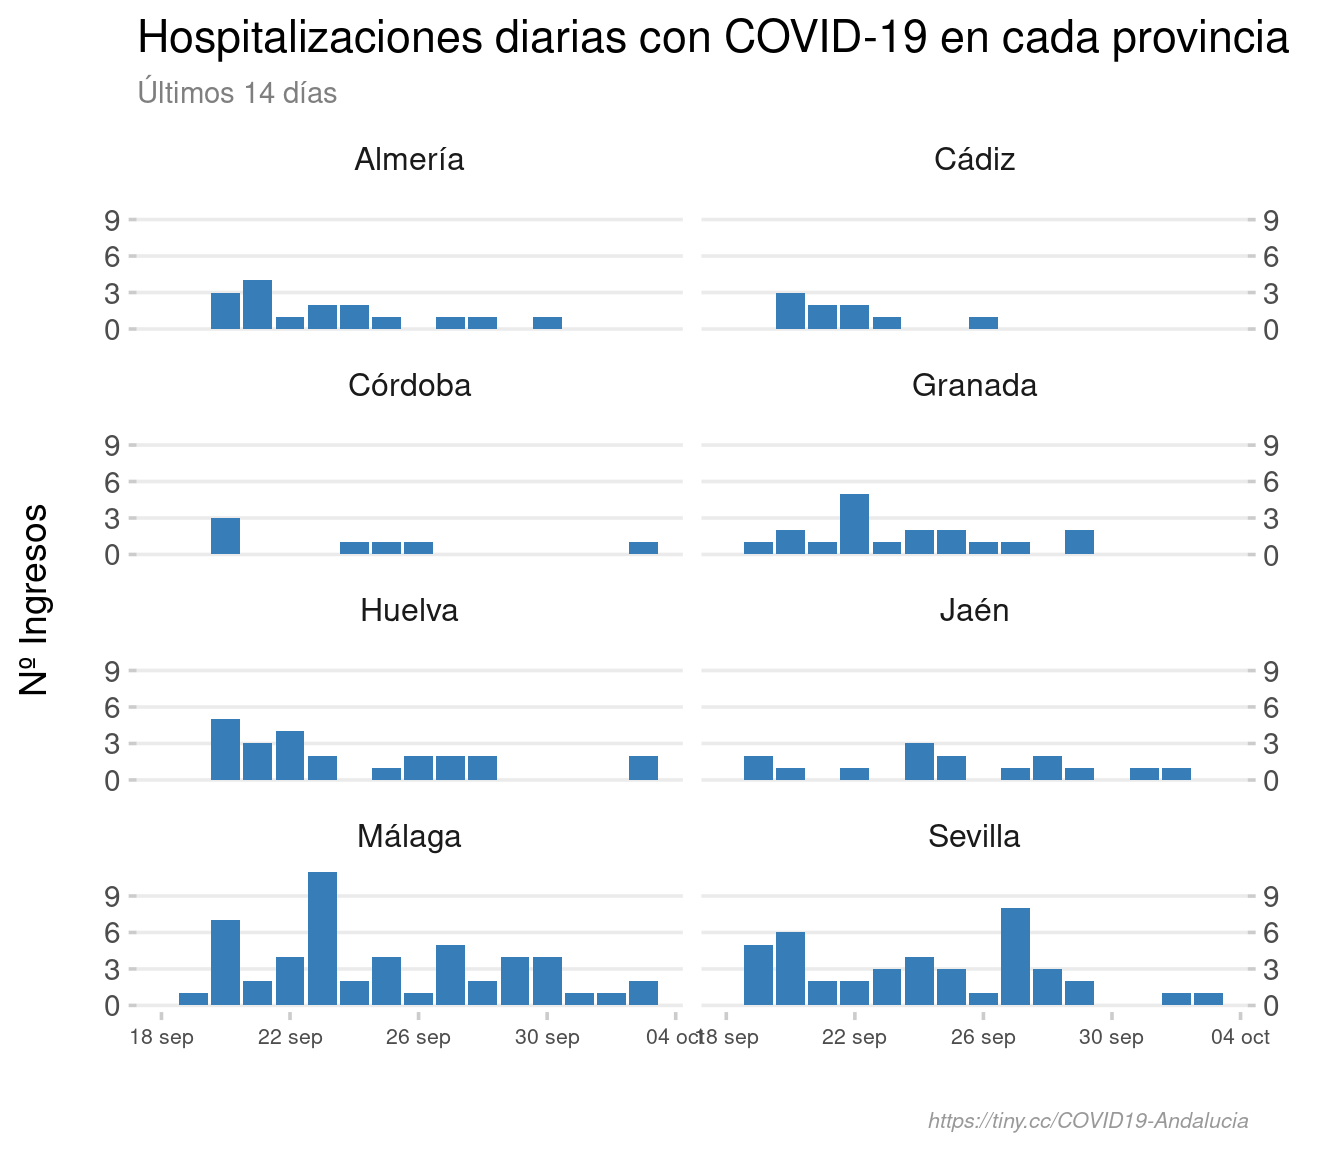 Hospitalizaciones diarias con COVID-19 en cada provincia
Últimos 14 días
Almería
Cádiz
9
6
3
0
9
6
3
0
Córdoba
Granada
9
6
3
0
9
6
3
0
Nº Ingresos
Huelva
Jaén
9
6
3
0
9
6
3
0
Málaga
Sevilla
9
6
3
0
9
6
3
0
18 sep 22 sep 26 sep 30 sep 04 oct
18 sep 22 sep 26 sep 30 sep 04 oct
https://tiny.cc/COVID19-Andalucia